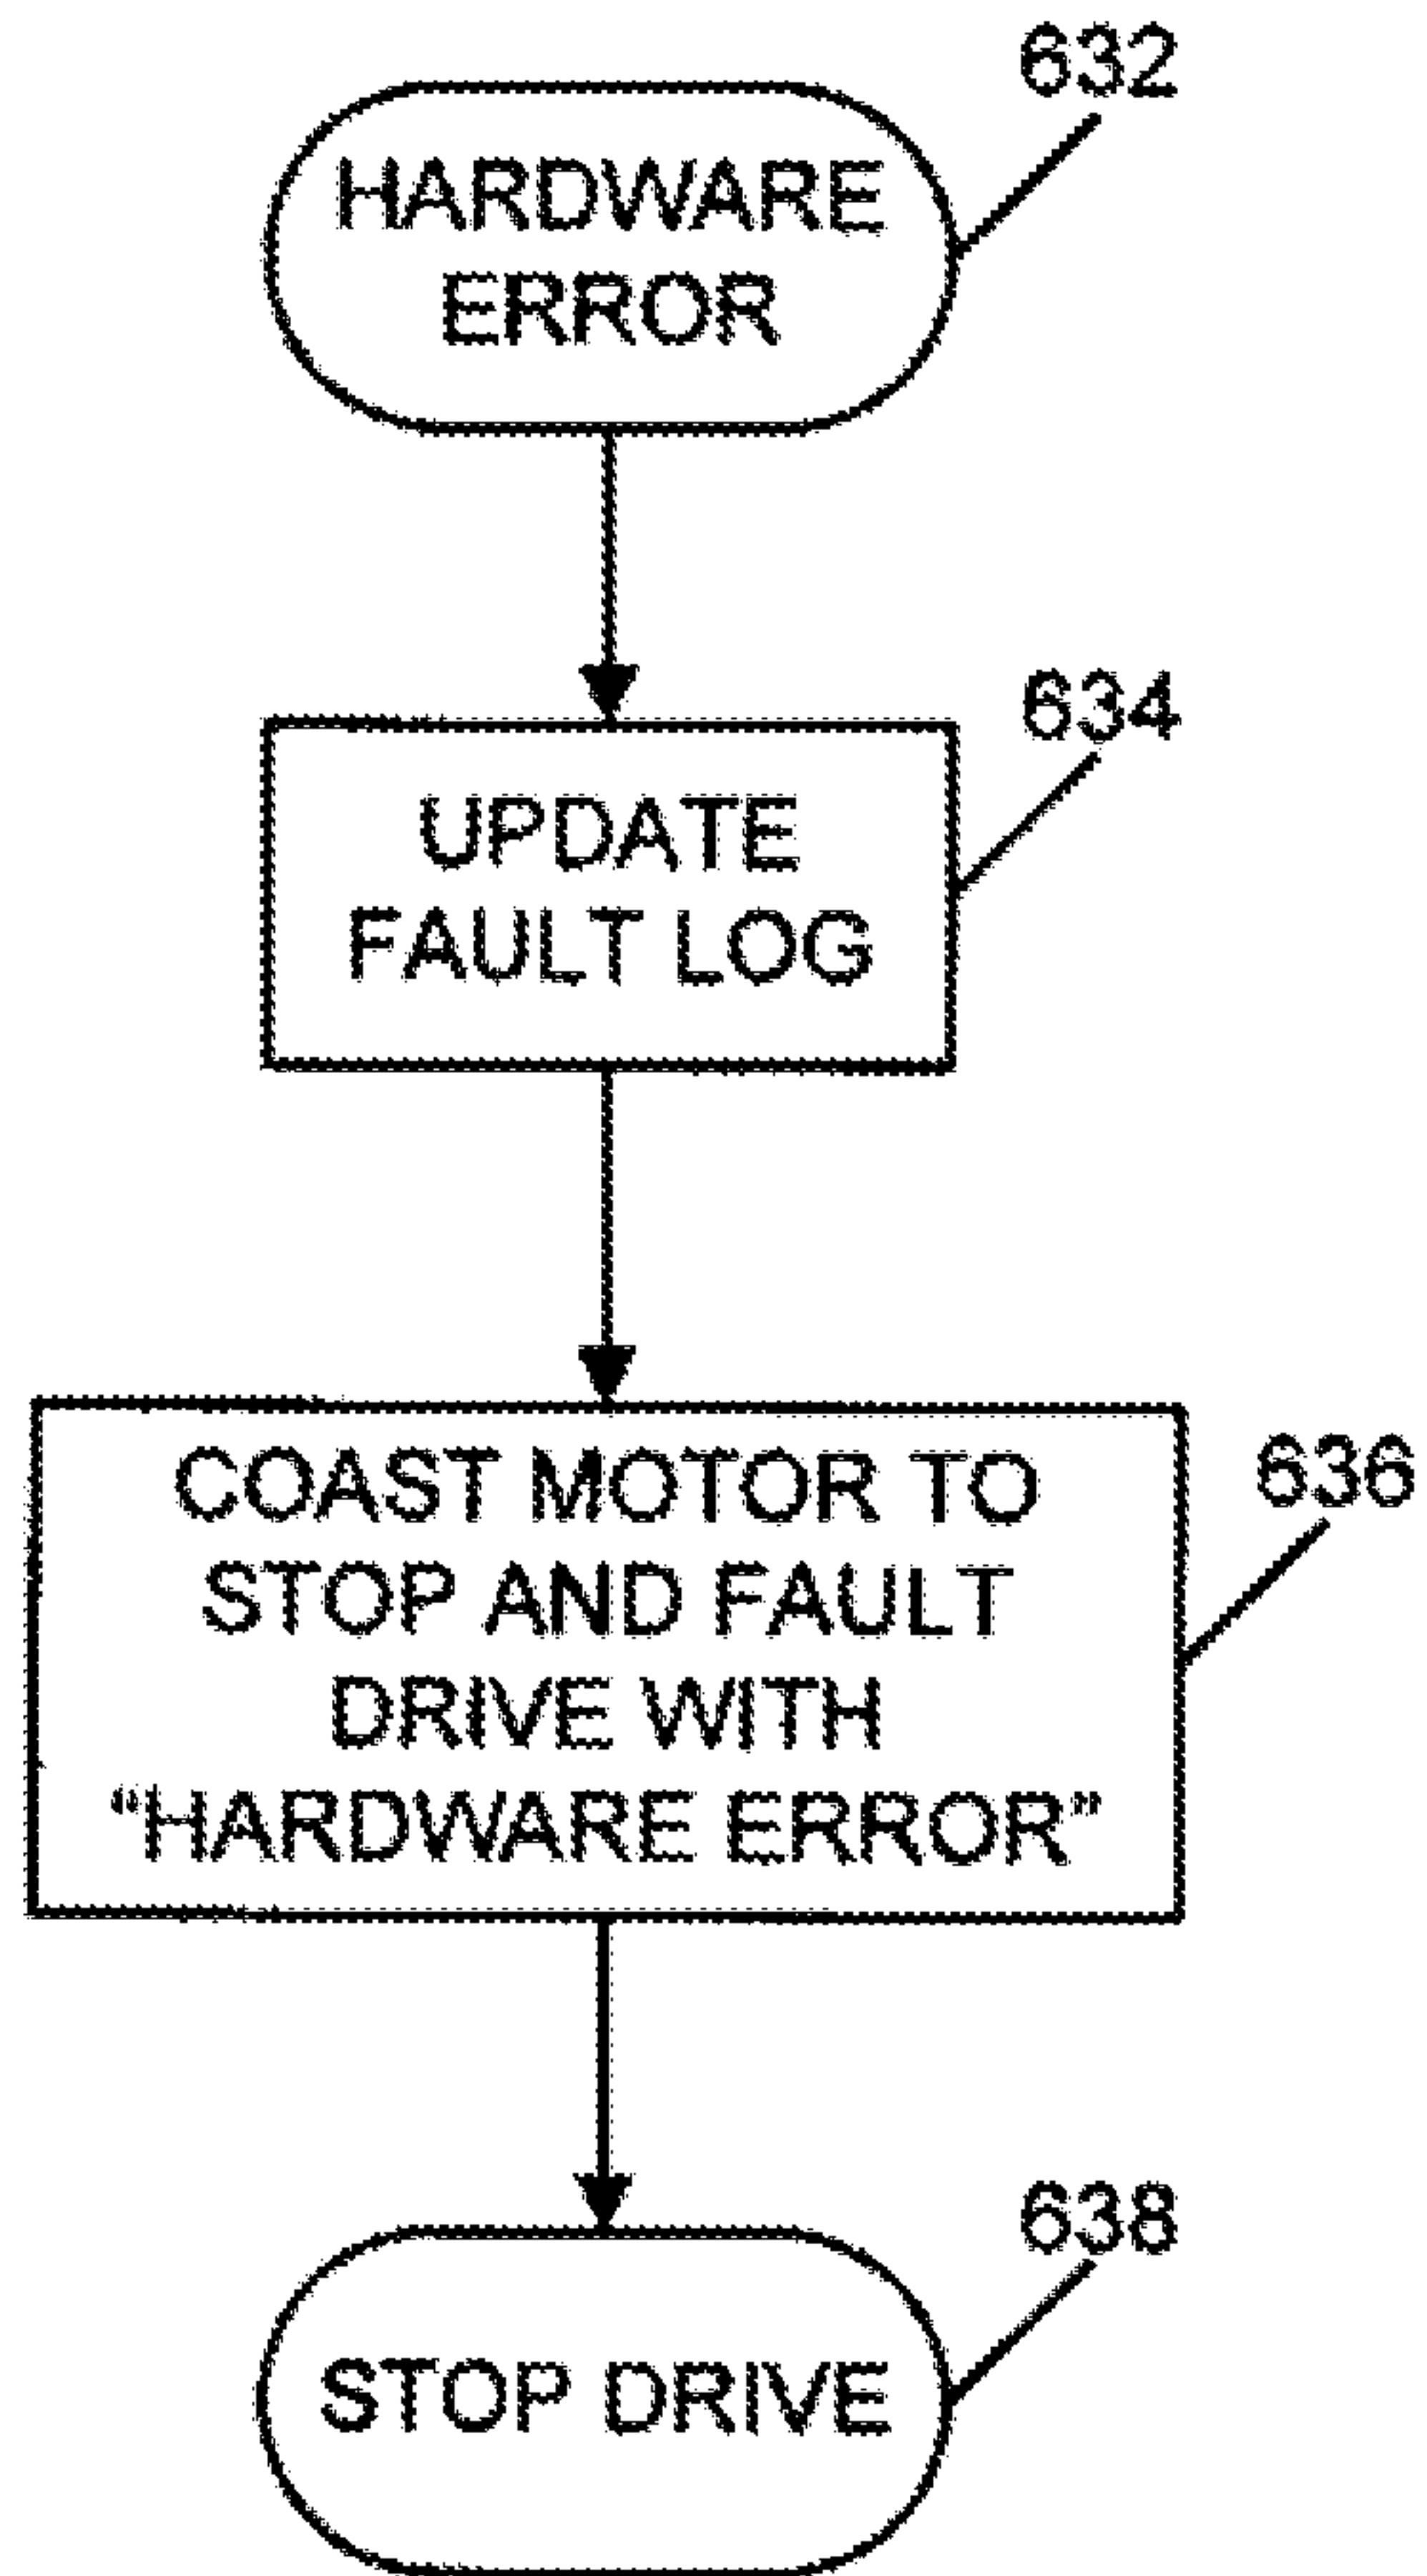 632
HARDWARE
ERROR
634
UPDATE
FAULT LOG
636
COAST MOTOR TO
STOP AND FAULT
DRIVE WITH
“HARDWARE ERROR”
638
STOP DRIVE